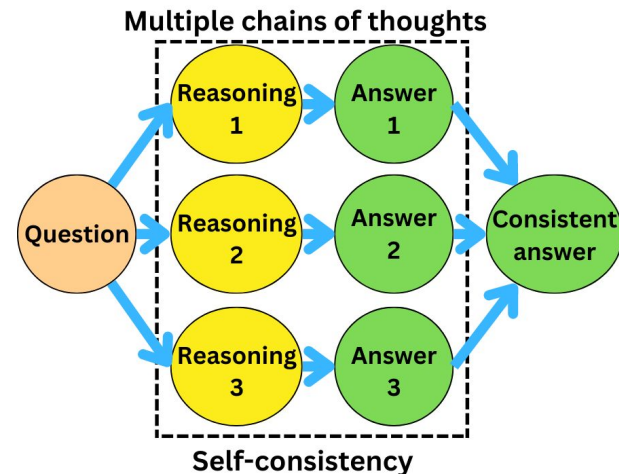 Multiple chains of thoughts
Reasoning
1
Answer
1
Question
Reasoning
2
Answer
2
Consistent
answer
Reasoning
3
Answer
3
Self-consistency